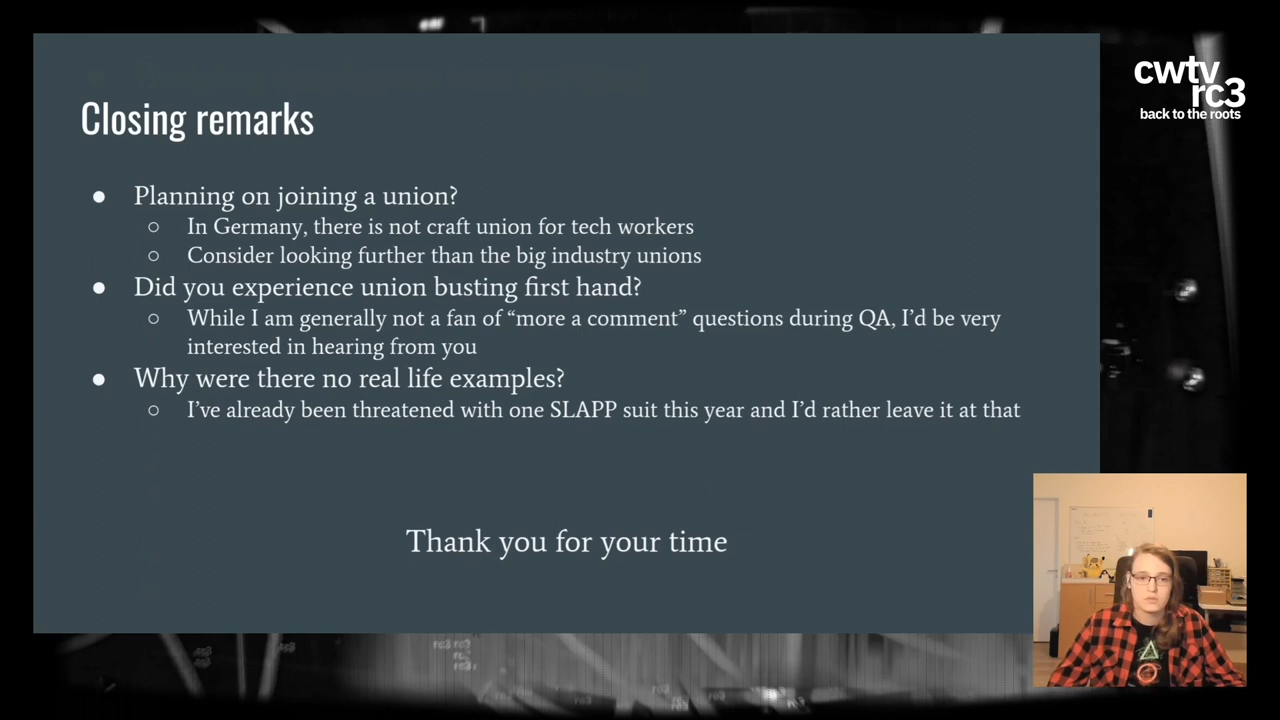 cwtv
rc3
back to the roots
Closing remarks
● Planning on joining a union?
○ In Germany, there is not craft union for tech workers
○ Consider looking further than the big industry unions
● Did you experience union busting first hand?
○ While I am generally not a fan of “more a comment” questions during QA, I’d be very
interested in hearing from you
● Why were there no real life examples?
○ I’ve already been threatened with one SLAPP suit this year and I’d rather leave it at that
Thank you for your time
rc3 rc3
rc3